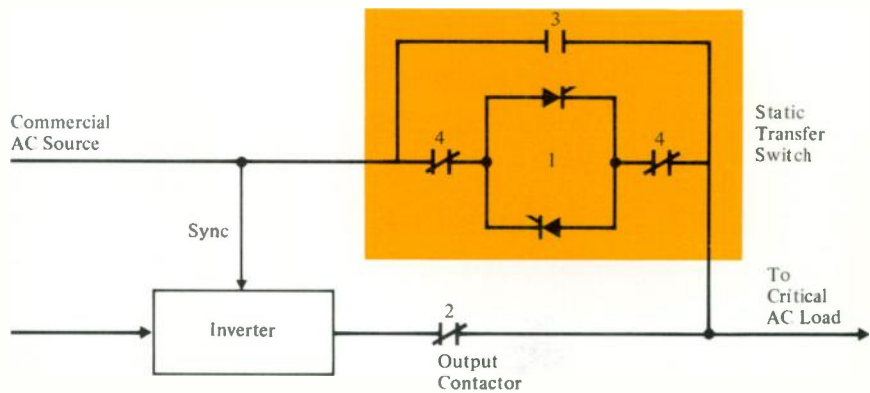 3
Commercial
AC Source
4
4
1
Static
Transfer
Switch
Sync
To
Critical
AC Load
2
Inverter
Output
Contactor